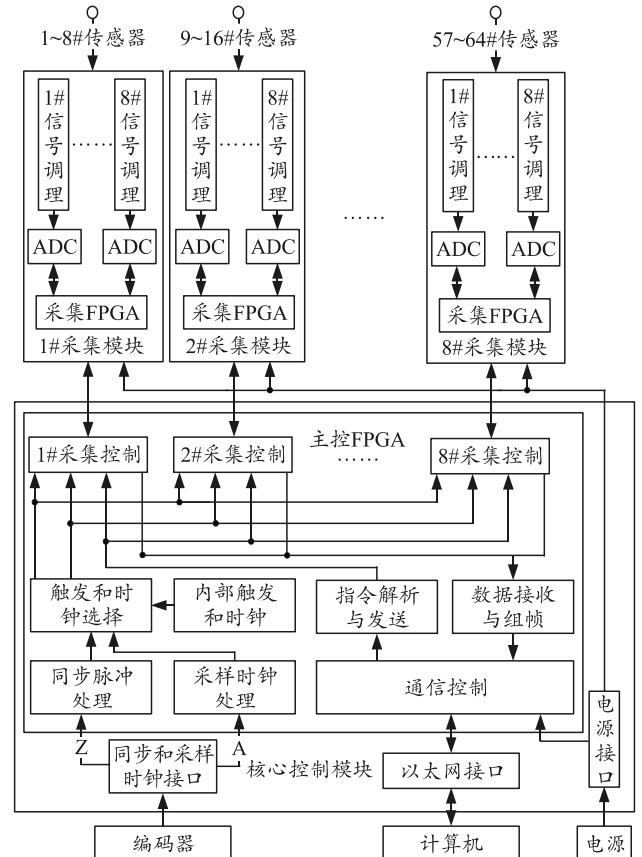 1~8#传感器
9~16#传感器
57~64#传感器
1#信号调理
……
8#信号调理
1#信号调理
……
8#信号调理
1#信号调理
……
8#信号调理
……
ADC
ADC
ADC
ADC
ADC
ADC
采集FPGA
采集FPGA
采集FPGA
1#采集模块
2#采集模块
8#采集模块
主控FPGA
1#采集控制
2#采集控制
……
8#采集控制
触发和时
钟选择
内部触发
和时钟
指令解析
与发送
数据接收
与组帧
同步脉冲
处理
采样时钟
处理
通信控制
电源接口
Z
同步和采样
时钟接口
A
核心控制模块
以太网接口
编码器
计算机
电源